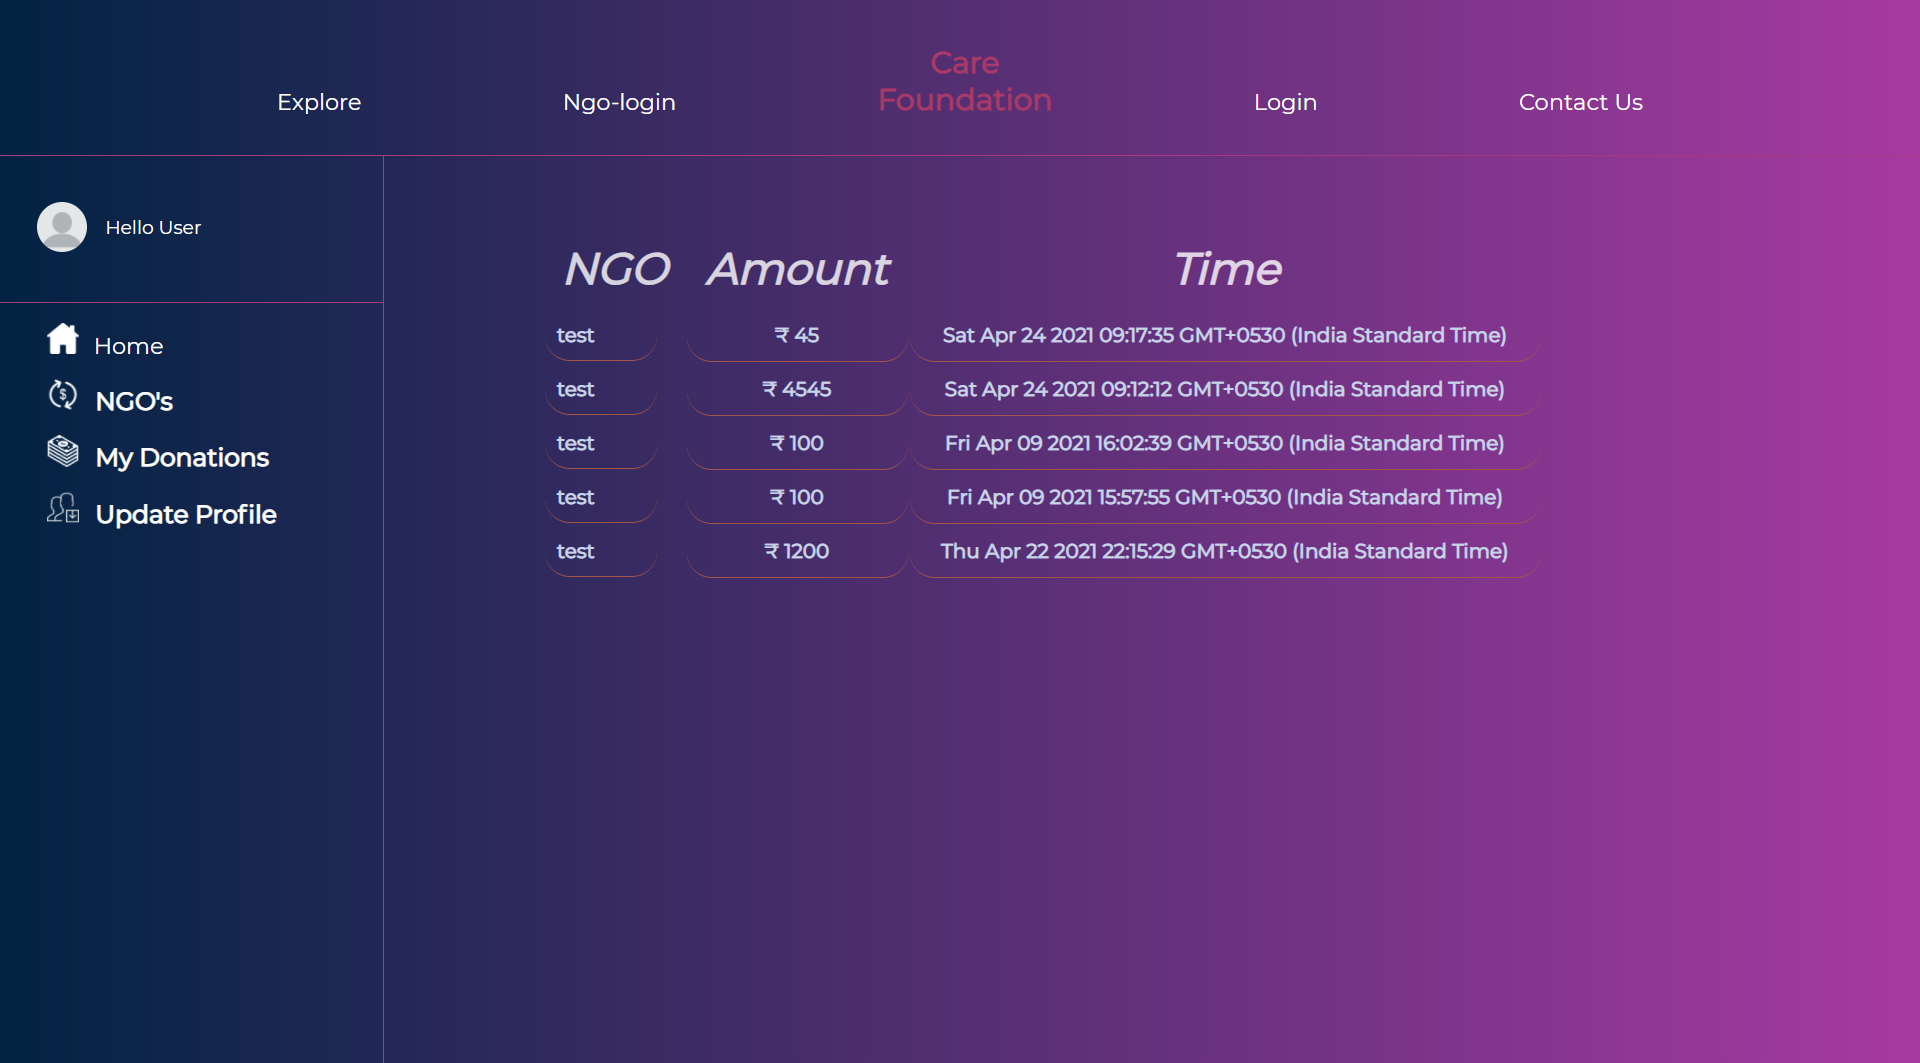 Explore
Ngo-login
Care
Foundation
Login
Contact Us
Hello User
Home
NGO's
My Donations
Update Profile
NGO Amount Time
test ₹ 45 Sat Apr 24 2021 09:17:35 GMT+0530 (India Standard Time)
test ₹ 4545 Sat Apr 24 2021 09:12:12 GMT+0530 (India Standard Time)
test ₹ 100 Fri Apr 09 2021 16:02:39 GMT+0530 (India Standard Time)
test ₹ 100 Fri Apr 09 2021 15:57:55 GMT+0530 (India Standard Time)
test ₹ 1200 Thu Apr 22 2021 22:15:29 GMT+0530 (India Standard Time)